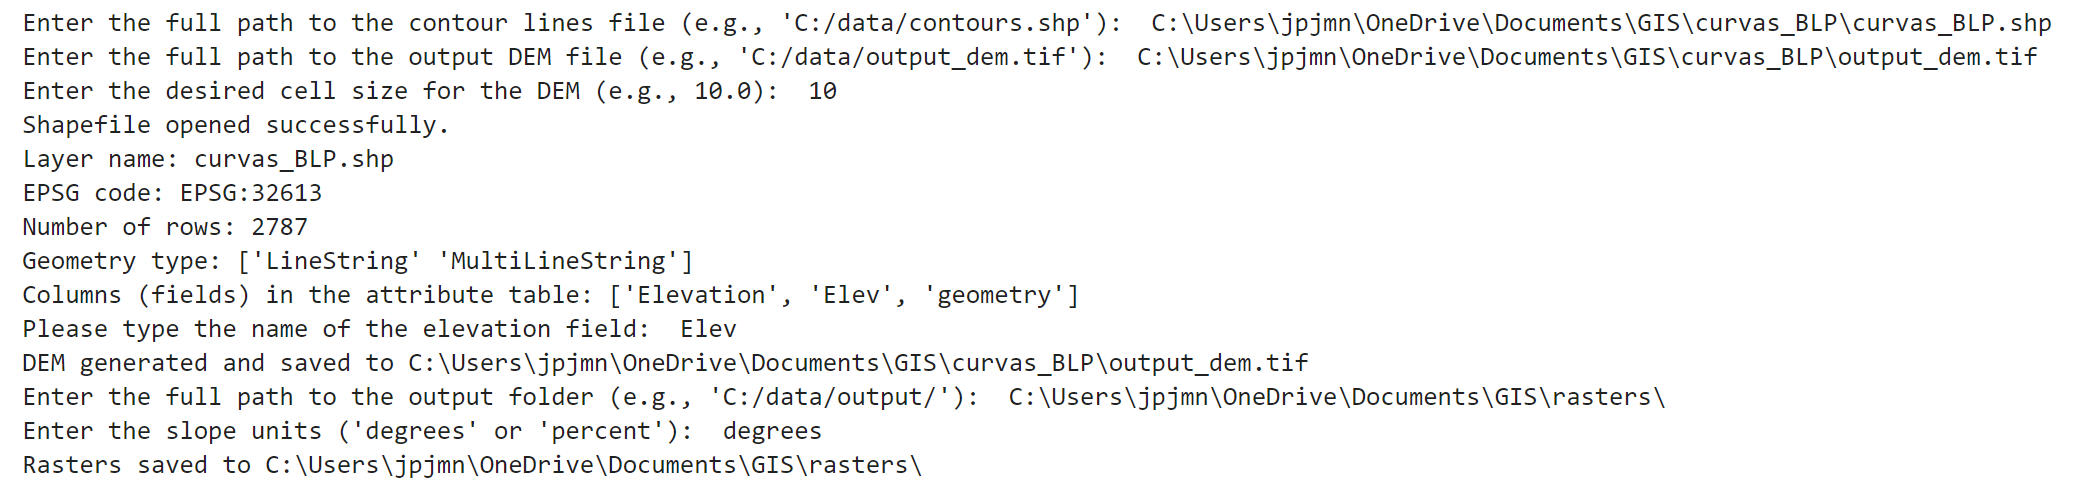 Enter the full path to the contour lines file (e.g., 'C:/data/contours.shp'):  C:\Users\jpjmn\OneDrive\Documents\GIS\curvas_BLP\curvas_BLP.shp
Enter the full path to the output DEM file (e.g., 'C:/data/output_dem.tif'):  C:\Users\jpjmn\OneDrive\Documents\GIS\curvas_BLP\output_dem.tif
Enter the desired cell size for the DEM (e.g., 10.0):  10
Shapefile opened successfully.
Layer name: curvas_BLP.shp
EPSG code: EPSG:32613
Number of rows: 2787
Geometry type: ['LineString' 'MultiLineString']
Columns (fields) in the attribute table: ['Elevation', 'Elev', 'geometry']
Please type the name of the elevation field:  Elev
DEM generated and saved to C:\Users\jpjmn\OneDrive\Documents\GIS\curvas_BLP\output_dem.tif
Enter the full path to the output folder (e.g., 'C:/data/output/'):  C:\Users\jpjmn\OneDrive\Documents\GIS\rasters\
Enter the slope units ('degrees' or 'percent'):  degrees
Rasters saved to C:\Users\jpjmn\OneDrive\Documents\GIS\rasters\